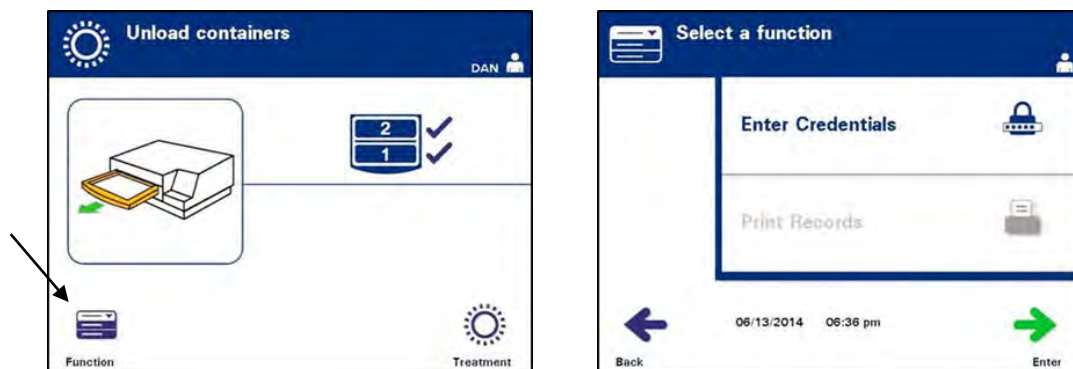 Unload containers
DAN
2
1
Function
Treatment
Select a function
Enter Credentials
Print Records
06/13/2014 06:36 pm
Back
Enter